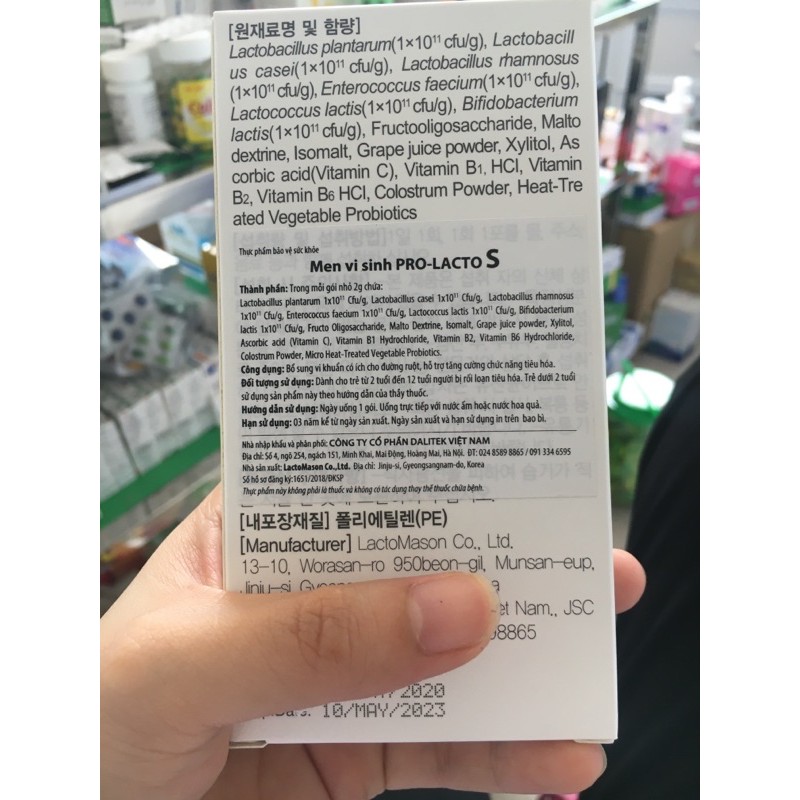 [원재료명 및 함량]
Lactobacillus plantarum(1×10¹¹ cfu/g), Lactobacill
us casei(1×10¹¹ cfu/g), Lactobacillus rhamnosus
(1×10¹¹ cfu/g), Enterococcus faecium(1×10¹¹ cfu/g),
Lactococcus lactis(1×10¹¹ cfu/g), Bifidobacterium
lactis(1×10¹¹ cfu/g), Fructooligosaccharide, Malto
dextrine, Isomalt, Grape juice powder, Xylitol, As
corbic acid(Vitamin C), Vitamin B₁, HCl, Vitamin
B₂, Vitamin B₆ HCl, Colostrum Powder, Heat-Tre
ated Vegetable Probiotics
Thực phẩm bảo vệ sức khỏe
Men vi sinh PRO-LACTO S
Thành phần: Trong mỗi gói nhỏ 2g chứa:
Lactobacillus plantarum 1x10¹¹ Cfu/g, Lactobacillus casei 1x10¹¹ Cfu/g, Lactobacillus rhamnosus
1x10¹¹ Cfu/g, Enterococcus faecium 1x10¹¹ Cfu/g, Lactococcus lactis 1x10¹¹ Cfu/g, Bifidobacterium
lactis 1x10¹¹ Cfu/g, Fructo Oligosaccharide, Malto Dextrine, Isomalt, Grape juice powder, Xylitol,
Ascorbic acid (Vitamin C), Vitamin B1 Hydrochloride, Vitamin B2, Vitamin B6 Hydrochloride,
Colostrum Powder, Micro Heat-Treated Vegetable Probiotics.
Công dụng: Bổ sung vi khuẩn có ích cho đường ruột, hỗ trợ tăng cường chức năng tiêu hóa.
Đối tượng sử dụng: Dành cho trẻ từ 2 tuổi đến 12 tuổi người bị rối loạn tiêu hóa. Trẻ dưới 2 tuổi
sử dụng sản phẩm này theo hướng dẫn của thầy thuốc.
Hướng dẫn sử dụng: Ngày uống 1 gói. Uống trực tiếp với nước ấm hoặc nước hoa quả.
Hạn sử dụng: 03 năm kể từ ngày sản xuất. Ngày sản xuất và hạn sử dụng in trên bao bì.
Nhà nhập khẩu và phân phối: CÔNG TY CỔ PHẦN DALITEK VIỆT NAM
Địa chỉ: Số 4, ngõ 254, ngách 151, Minh Khai, Mai Động, Hoàng Mai, Hà Nội. ĐT: 024 8589 8865 / 091 334 6595
Nhà sản xuất: LactoMason Co., Ltd. Địa chỉ: Jinju-si, Gyeongsangnam-do, Korea
Số hồ sơ đăng ký:1651/2018/ĐKSP
Thực phẩm này không phải là thuốc và không có tác dụng thay thế thuốc chữa bệnh.
[내포장재질] 폴리에틸렌(PE)
[Manufacturer] LactoMason Co., Ltd.
13-10, Worasan-ro 950beon-gil, Munsan-eup,
Jinju-si
et Nam., JSC
98865
2020
10/MAY/2023